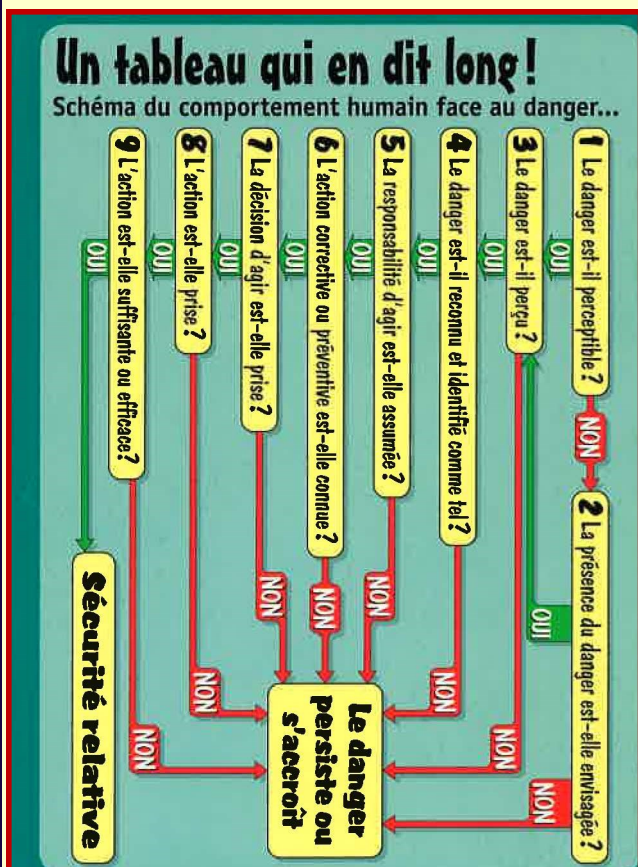 Un tableau qui en dit long!
Schéma du comportement humain face au danger...
1 Le danger est-il perceptible?
NON
2 La présence du danger est-elle envisagée?
OUI
OUI
NON
3 Le danger est-il perçu?
OUI
NON
4 Le danger est-il reconnu et identifié comme tel?
OUI
NON
5 La responsabilité d'agir est-elle assumée?
OUI
NON
6 L'action corrective ou préventive est-elle connue?
OUI
NON
7 La décision d'agir est-elle prise?
OUI
NON
8 L'action est-elle prise?
OUI
NON
9 L'action est-elle suffisante ou efficace?
OUI
NON
Le danger
persiste ou
s'accroît
Sécurité relative